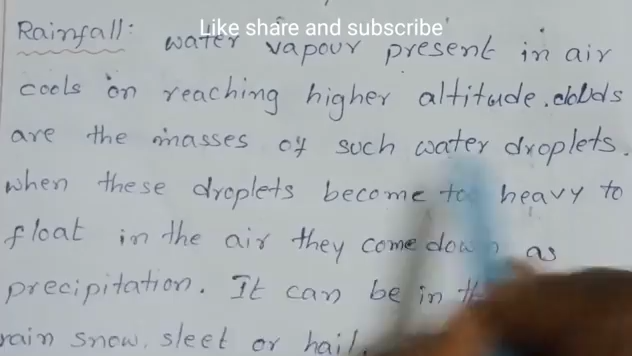 Like share and subscribe
Rainfall: water vapour present in air
cools on reaching higher altitude. clouds
are the masses of such water droplets.
when these droplets become to heavy to
float in the air they come down as
precipitation. It can be in
rain snow, sleet or hail.